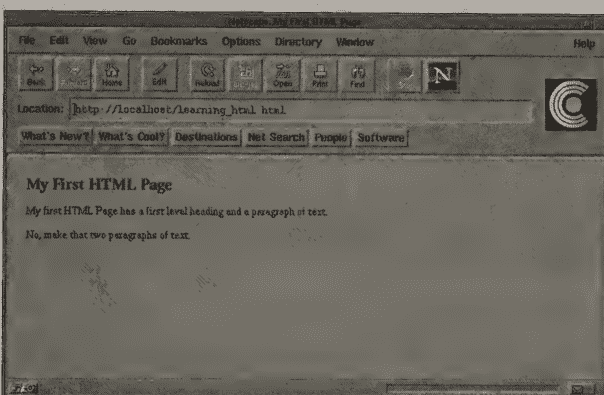 Netscape: My First HTML Page
File Edit View Go Bookmarks Options Directory Window Help
Back Home Edit Reload Open Print Find N
Location: http://localhost/learning_html html
What's New? What's Cool? Destinations Net Search People Software
My First HTML Page
My first HTML Page has a first level heading and a paragraph of text.
No, make that two paragraphs of text.